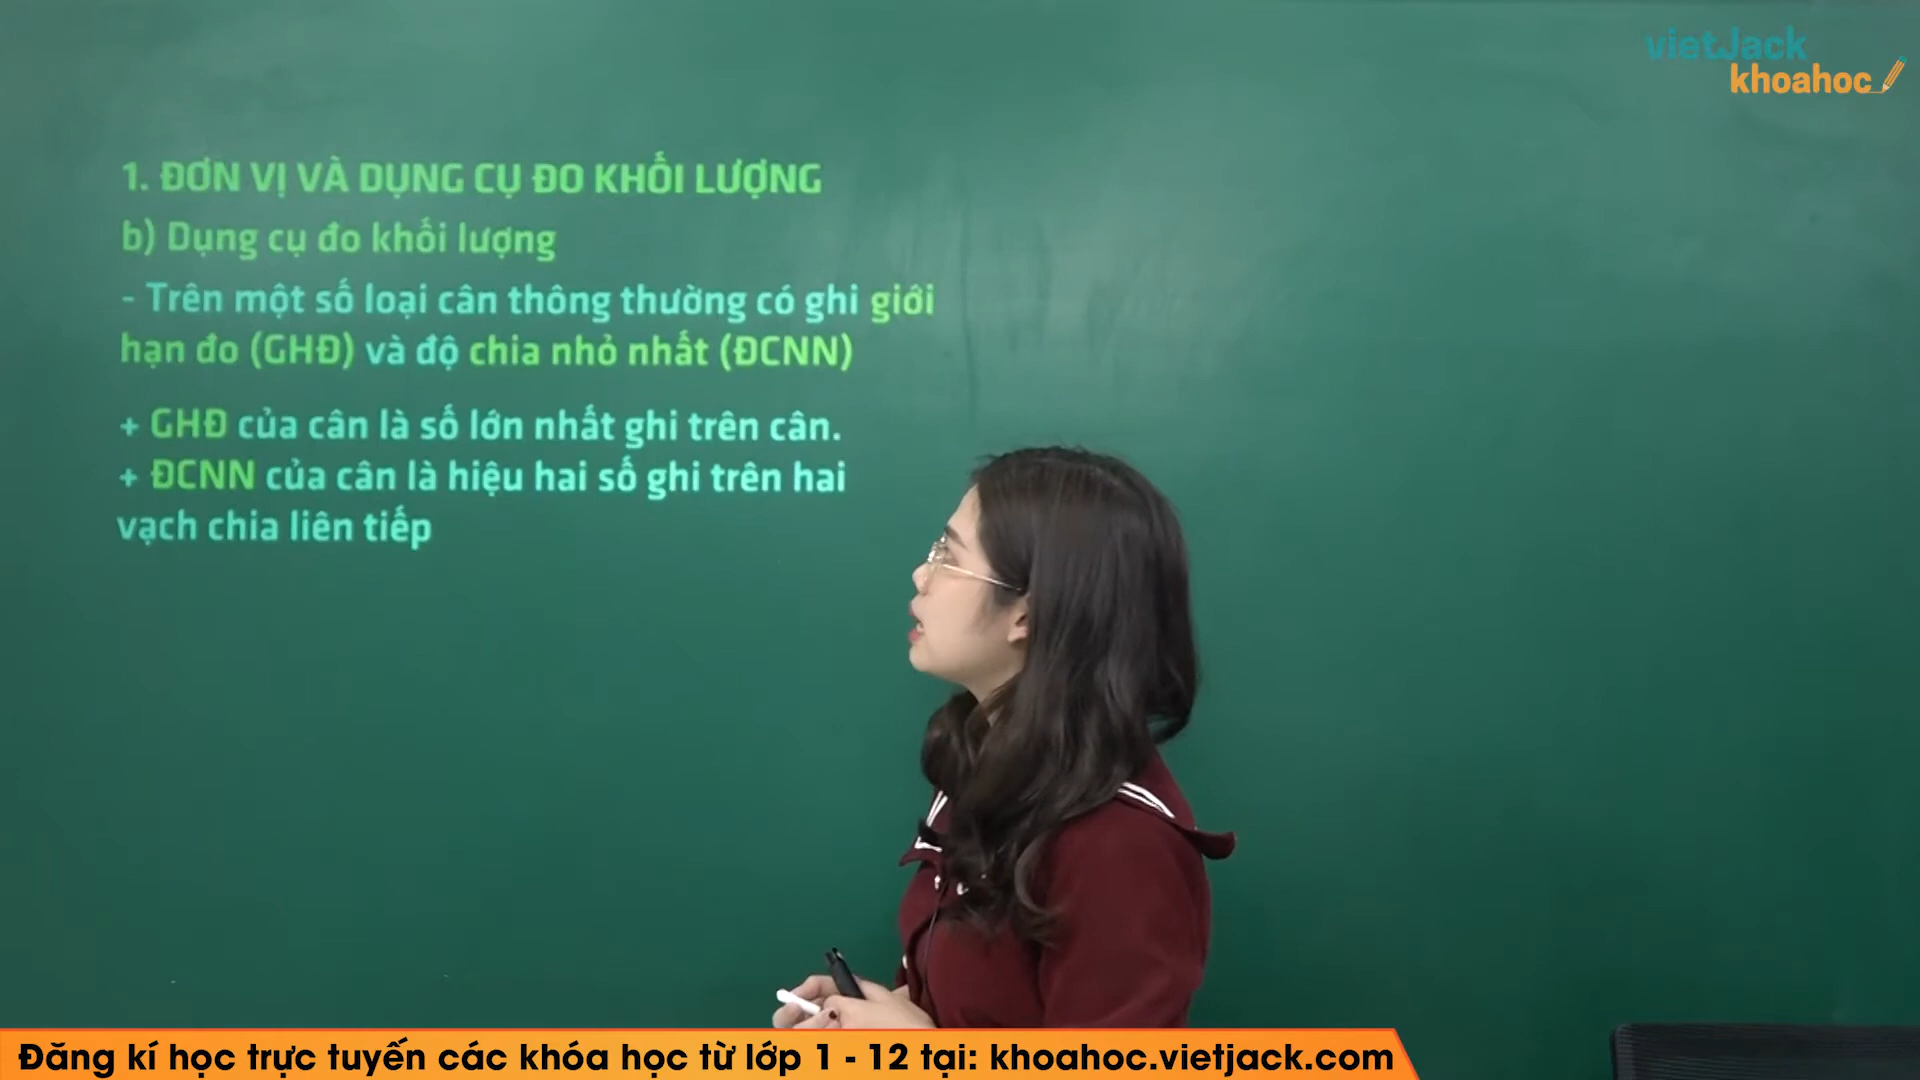 vietJack
khoahoc
1. ĐƠN VỊ VÀ DỤNG CỤ ĐO KHỐI LƯỢNG
b) Dụng cụ đo khối lượng
- Trên một số loại cân thông thường có ghi giới
hạn đo (GHĐ) và độ chia nhỏ nhất (ĐCNN)
+ GHĐ của cân là số lớn nhất ghi trên cân.
+ ĐCNN của cân là hiệu hai số ghi trên hai
vạch chia liên tiếp
Đăng kí học trực tuyến các khóa học từ lớp 1 - 12 tại: khoahoc.vietjack.com